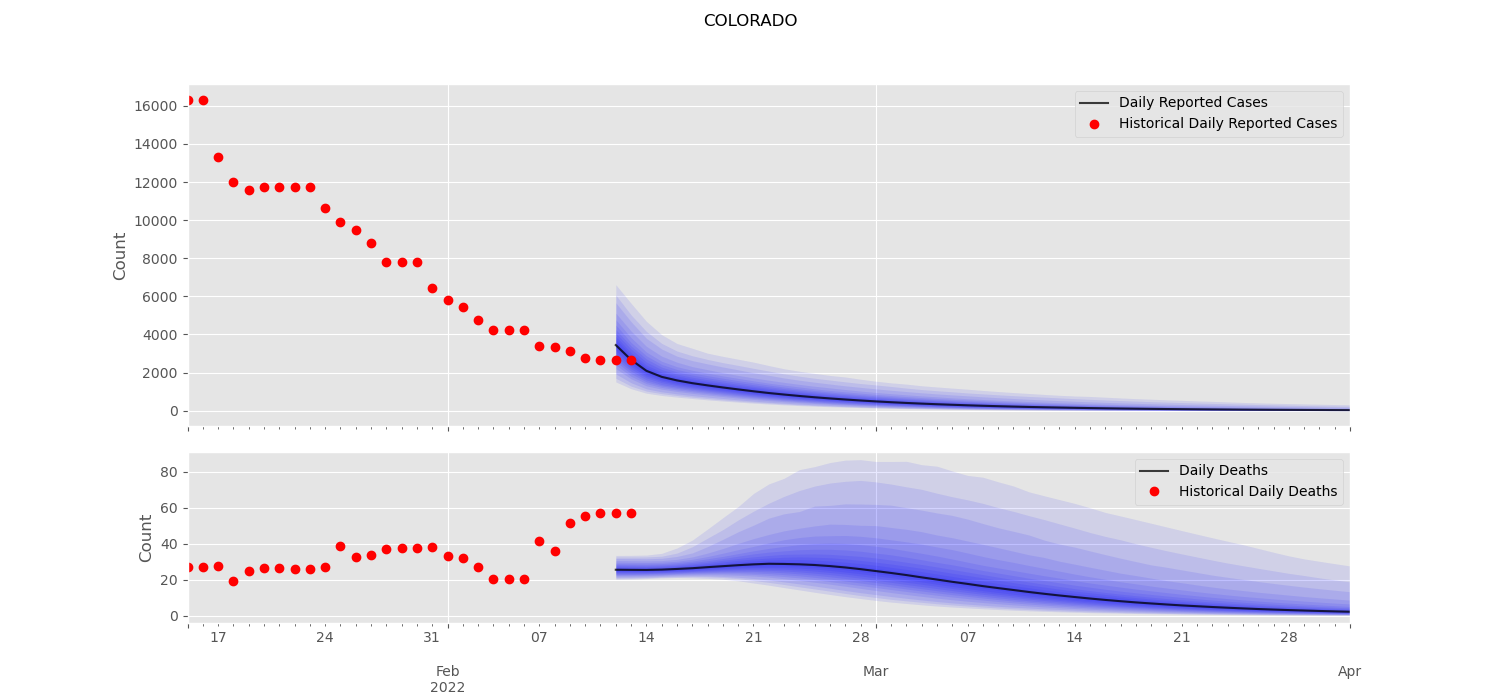 COLORADO
Daily Reported Cases
Historical Daily Reported Cases
16000
14000
12000
10000
8000
6000
4000
2000
0
Count
Daily Deaths
Historical Daily Deaths
80
60
40
20
0
Count
17 24 31 07 14 21 28 07 14 21 28
Feb Mar Apr
2022